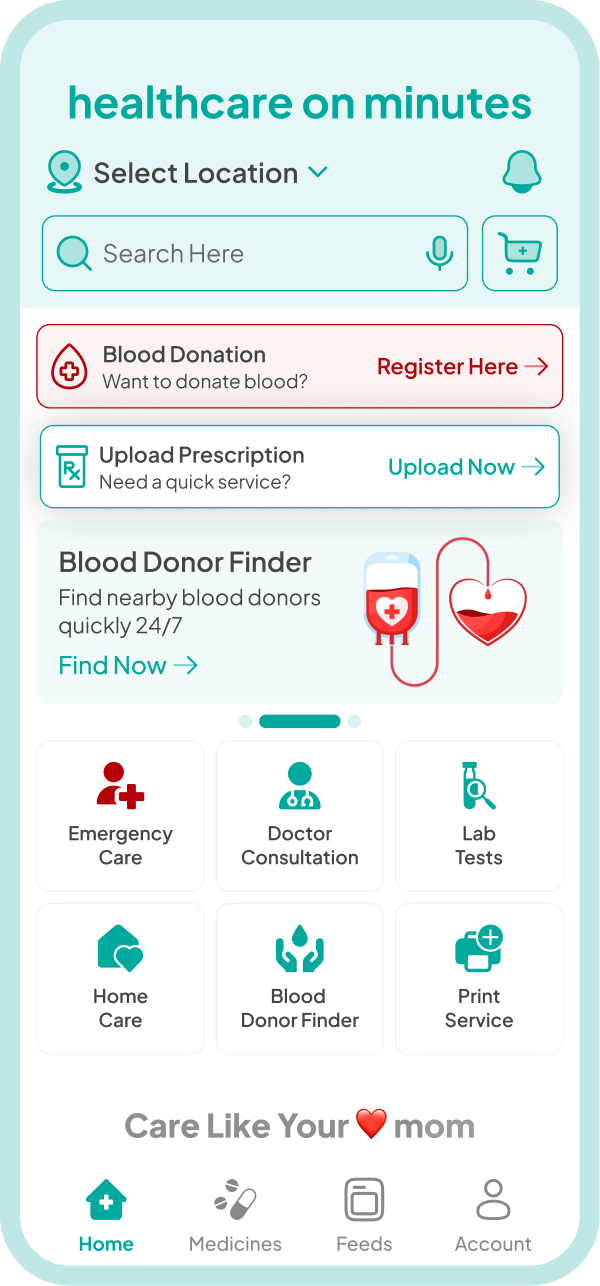 healthcare on minutes
Select Location
Search Here
Blood Donation
Want to donate blood?
Register Here
Upload Prescription
Need a quick service?
Upload Now
Blood Donor Finder
Find nearby blood donors
quickly 24/7
Find Now
Emergency
Care
Doctor
Consultation
Lab
Tests
Home
Care
Blood
Donor Finder
Print
Service
Care Like Your ❤️ mom
Home
Medicines
Feeds
Account